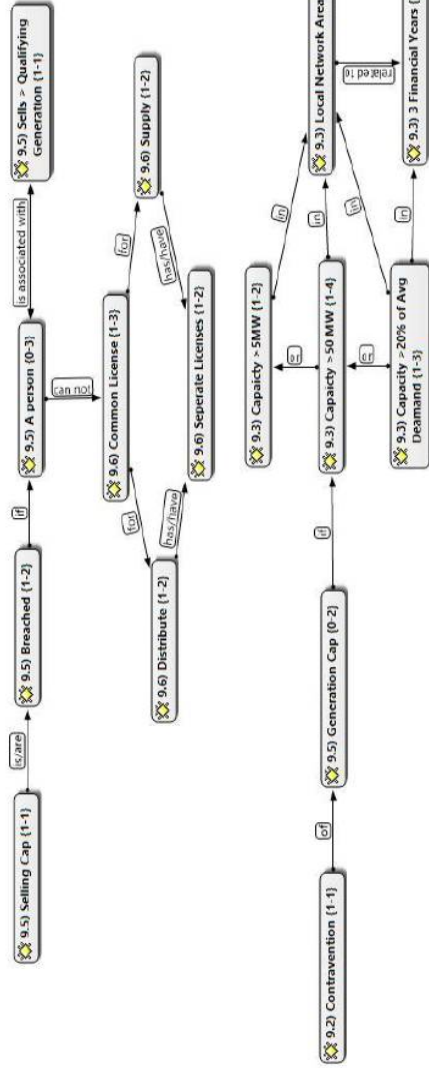 9.5) Selling Cap {1-1}
is/are
9.5) Breached {1-2}
if
9.5) A person {0-3}
is associated with
9.5) Sells > Qualifying
Generation {1-1}
can not
9.6) Common License {1-3}
for
for
9.6) Distribute {1-2}
9.6) Supply {1-2}
has/have
has/have
9.6) Seperate Licenses {1-2}
9.2) Contravention {1-1}
of
9.5) Generation Cap {0-2}
if
9.3) Capaicty > 5MW {1-2}
or
9.3) Capaicty > 50 MW {1-4}
or
9.3) Capacity >20% of Avg
Deamand {1-3}
in
in
in
in
9.3) Local Network Area
related to
9.3) 3 Financial Years {